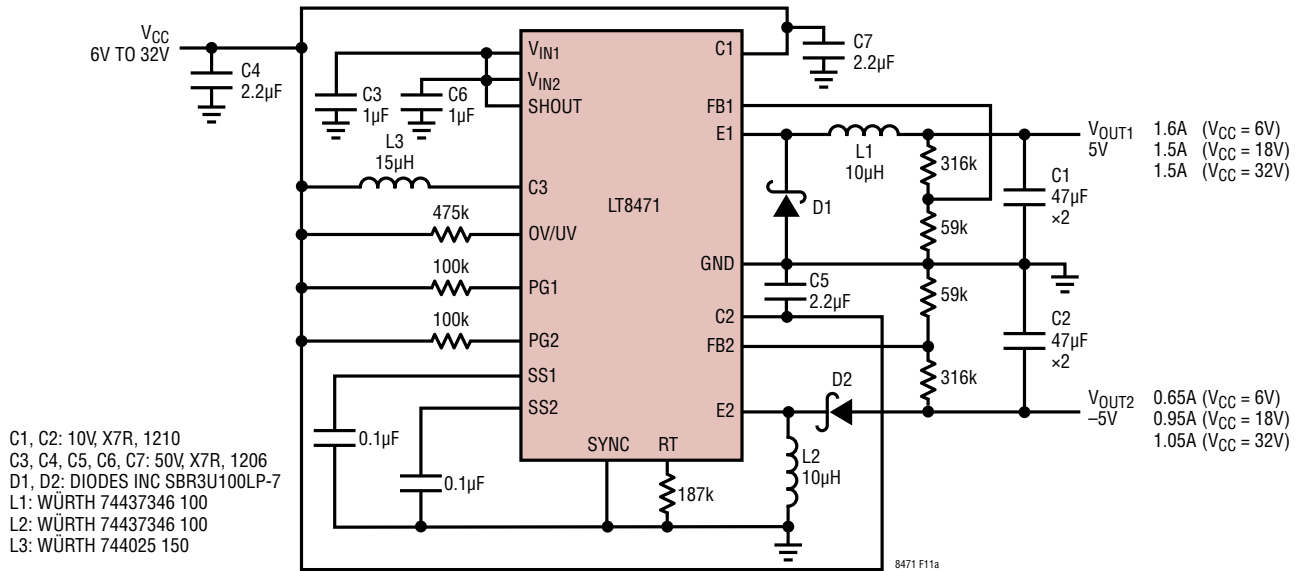 VCC
6V TO 32V
C4
2.2µF
C3
1µF
C6
1µF
L3
15µH
475k
100k
100k
0.1µF
0.1µF
VIN1
VIN2
SHOUT
C3
OV/UV
PG1
PG2
SS1
SS2
SYNC
RT
LT8471
C1
FB1
E1
GND
C2
FB2
E2
C7
2.2µF
L1
10µH
D1
316k
59k
C1
47µF
×2
VOUT1
5V
1.6A (VCC = 6V)
1.5A (VCC = 18V)
1.5A (VCC = 32V)
C5
2.2µF
59k
316k
C2
47µF
×2
D2
VOUT2
–5V
0.65A (VCC = 6V)
0.95A (VCC = 18V)
1.05A (VCC = 32V)
L2
10µH
187k
C1, C2: 10V, X7R, 1210
C3, C4, C5, C6, C7: 50V, X7R, 1206
D1, D2: DIODES INC SBR3U100LP-7
L1: WÜRTH 74437346 100
L2: WÜRTH 74437346 100
L3: WÜRTH 744025 150
8471 F11a